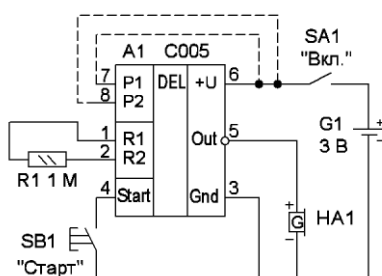 A1 C005
SA1
"Вкл."
7 P1 DEL +U 6
8 P2
1 R1
2 R2
Out 5
G1
3 В
+
−
R1 1 М
4 Start Gnd 3
+
G
−
HA1
SB1
"Старт"